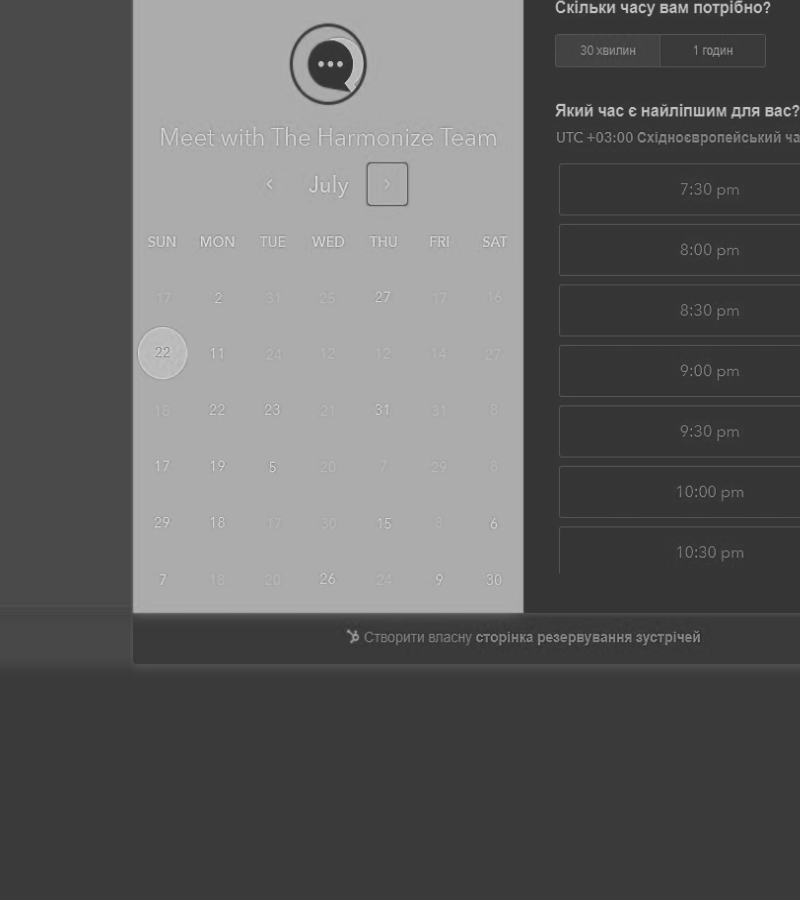 Meet with The Harmonize Team
July
SUN MON TUE WED THU FRI SAT
17 2 31 25 27 17 16
22 11 24 12 12 14 27
18 22 23 21 31 31 8
17 19 5 20 7 29 8
29 18 17 30 15 8 6
7 18 20 26 24 9 30
Скільки часу вам потрібно?
30 хвилин 1 годин
Який час є найліпшим для вас?
UTC +03:00 Східноєвропейський ча
7:30 pm
8:00 pm
8:30 pm
9:00 pm
9:30 pm
10:00 pm
10:30 pm
Створити власну сторінка резервування зустрічей